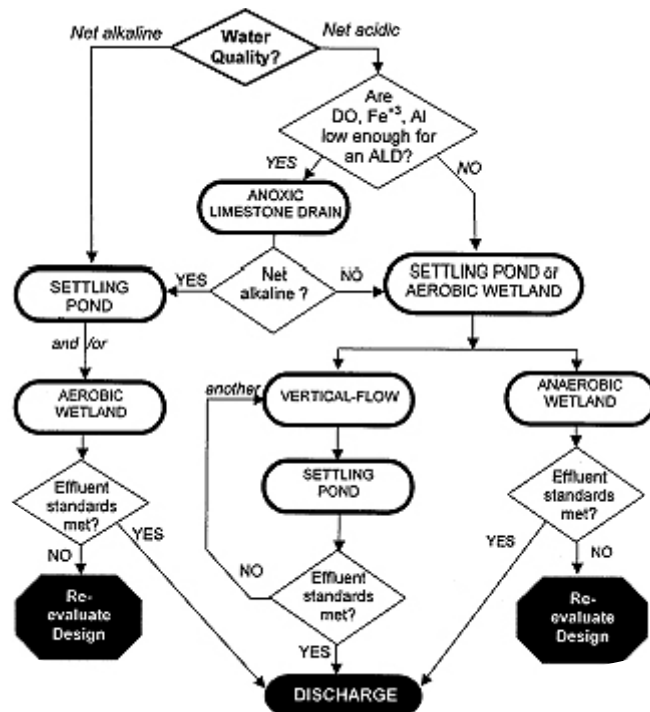 Net alkaline
Water
Quality?
Net acidic
Are
DO, Fe⁺³, Al
low enough for
an ALD?
YES
NO
ANOXIC
LIMESTONE DRAIN
SETTLING
POND
YES
Net
alkaline ?
NO
SETTLING POND or
AEROBIC WETLAND
and /or
AEROBIC
WETLAND
another
VERTICAL-FLOW
ANAEROBIC
WETLAND
SETTLING
POND
Effluent
standards
met?
YES
NO
Re-
evaluate
Design
Effluent
standards
met?
NO
YES
Effluent
standards
met?
YES
NO
Re-
evaluate
Design
DISCHARGE